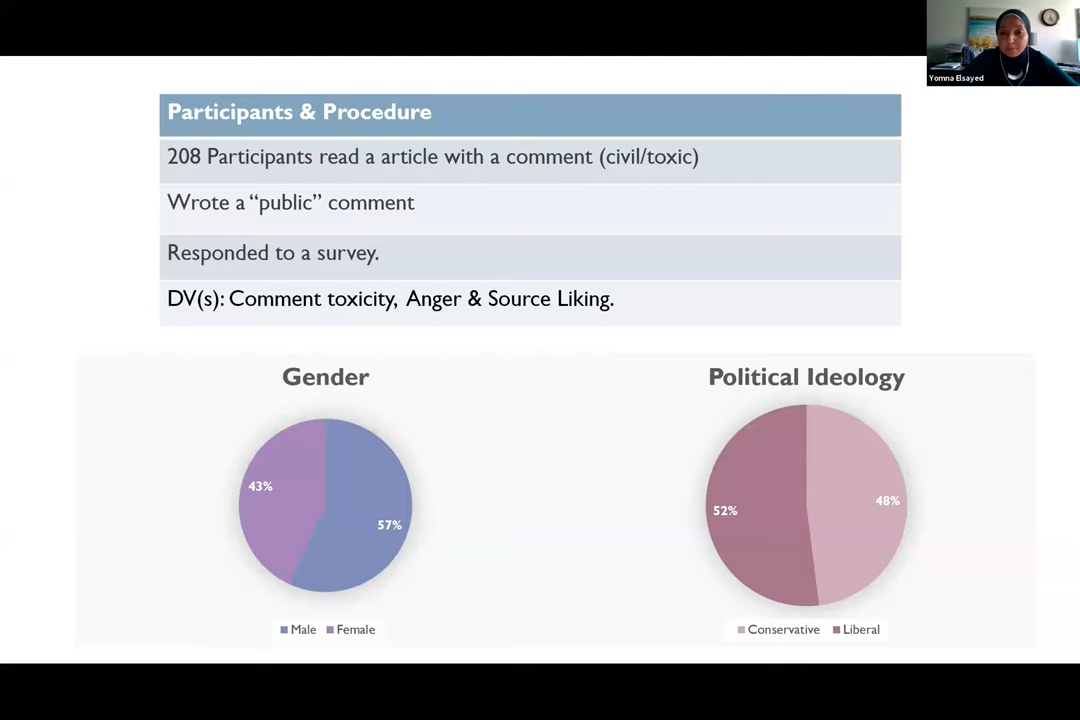 Yomna Elsayed
Participants & Procedure
208 Participants read a article with a comment (civil/toxic)
Wrote a “public” comment
Responded to a survey.
DV(s): Comment toxicity, Anger & Source Liking.
Gender
43%
57%
Male Female
Political Ideology
52%
48%
Conservative Liberal